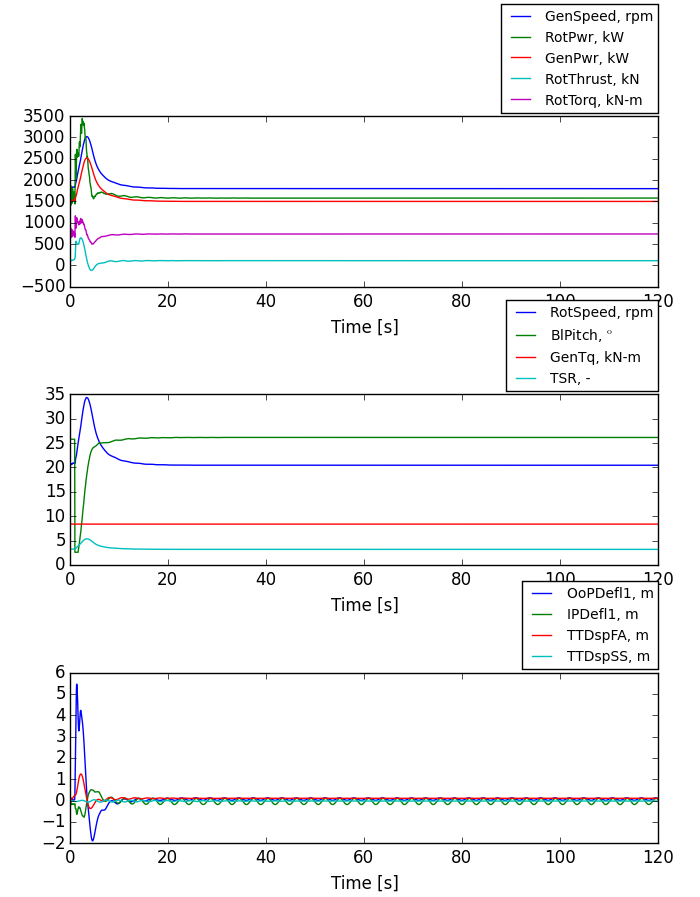 GenSpeed, rpm
RotPwr, kW
GenPwr, kW
RotThrust, kN
RotTorq, kN-m
3500
3000
2500
2000
1500
1000
500
0
−500
0 20 40 60 80 100 120
Time [s]
RotSpeed, rpm
BlPitch, °
GenTq, kN-m
TSR, -
35
30
25
20
15
10
5
0
0 20 40 60 80 100 120
Time [s]
OoPDefl1, m
IPDefl1, m
TTDspFA, m
TTDspSS, m
6
5
4
3
2
1
0
−1
−2
0 20 40 60 80 100 120
Time [s]